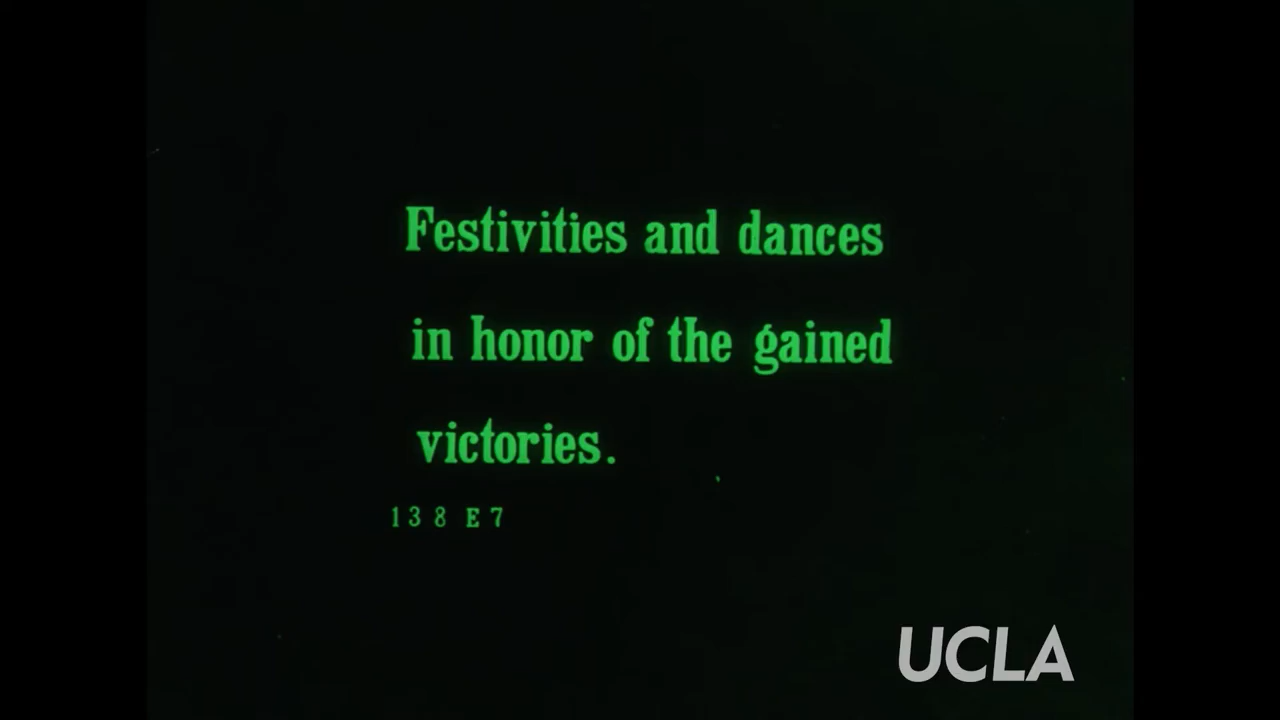 Festivities and dances
in honor of the gained
victories.
138 E7
UCLA